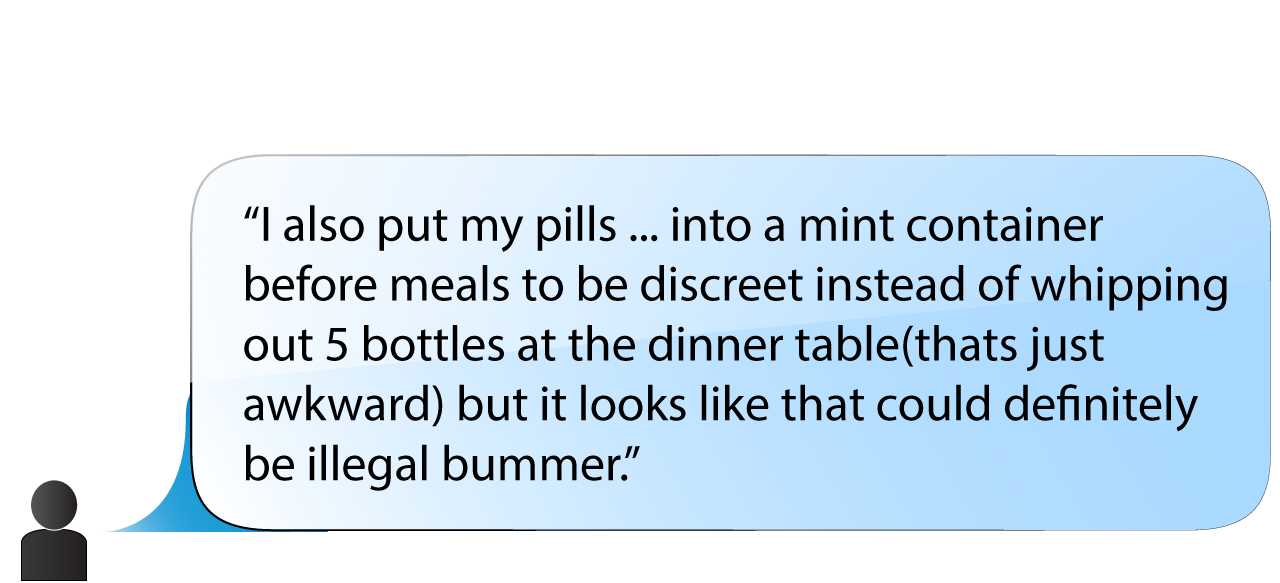 “I also put my pills ... into a mint container
before meals to be discreet instead of whipping
out 5 bottles at the dinner table(thats just
awkward) but it looks like that could definitely
be illegal bummer.”